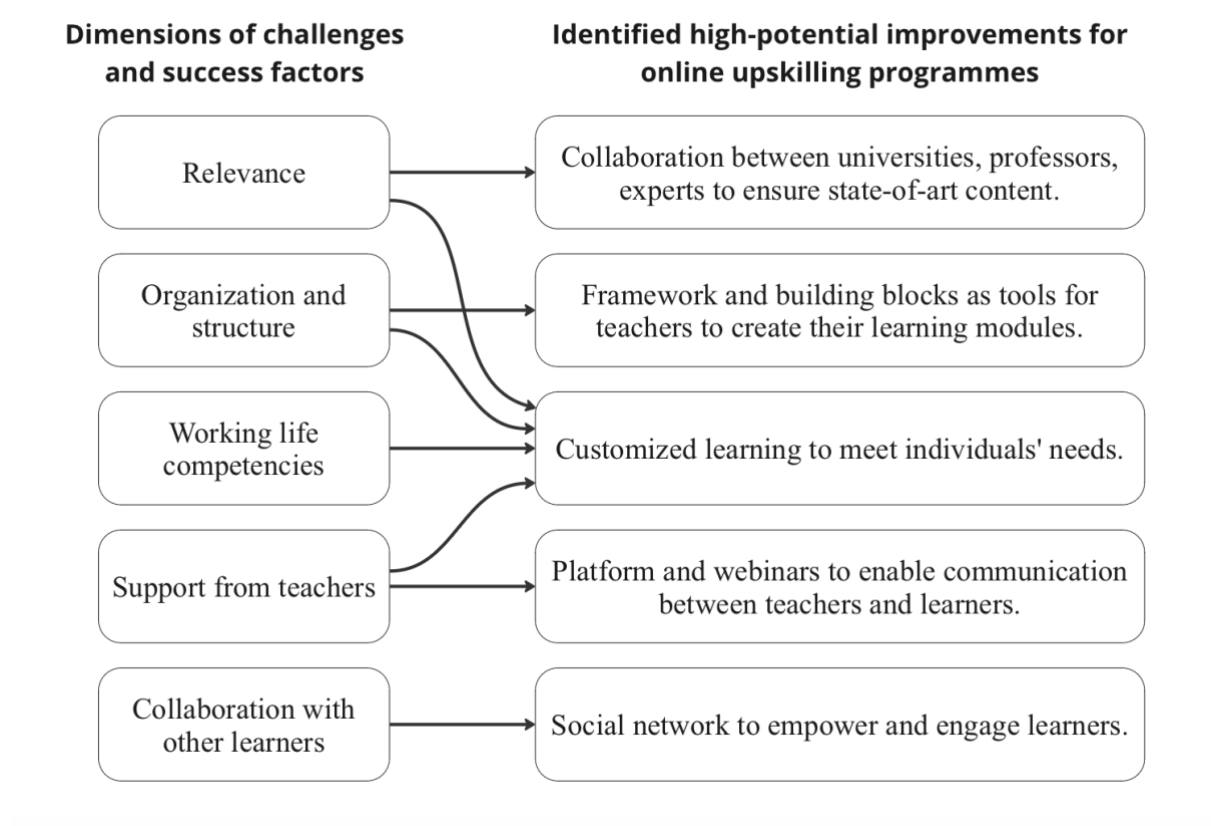 Dimensions of challenges
and success factors
Identified high-potential improvements for
online upskilling programmes
Relevance
Collaboration between universities, professors,
experts to ensure state-of-art content.
Organization and
structure
Framework and building blocks as tools for
teachers to create their learning modules.
Working life
competencies
Customized learning to meet individuals' needs.
Support from teachers
Platform and webinars to enable communication
between teachers and learners.
Collaboration with
other learners
Social network to empower and engage learners.